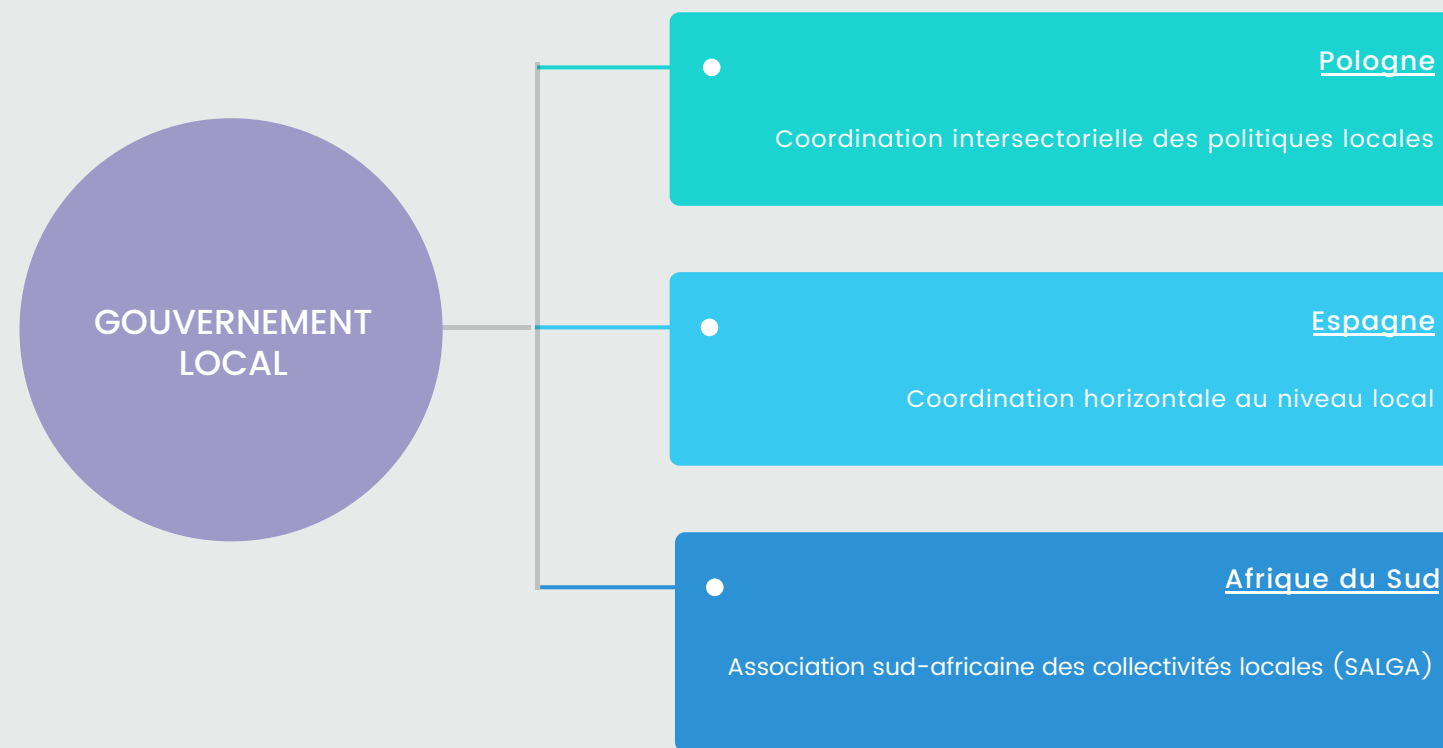 GOUVERNEMENT
LOCAL
Pologne
Coordination intersectorielle des politiques locales
Espagne
Coordination horizontale au niveau local
Afrique du Sud
Association sud-africaine des collectivités locales (SALGA)